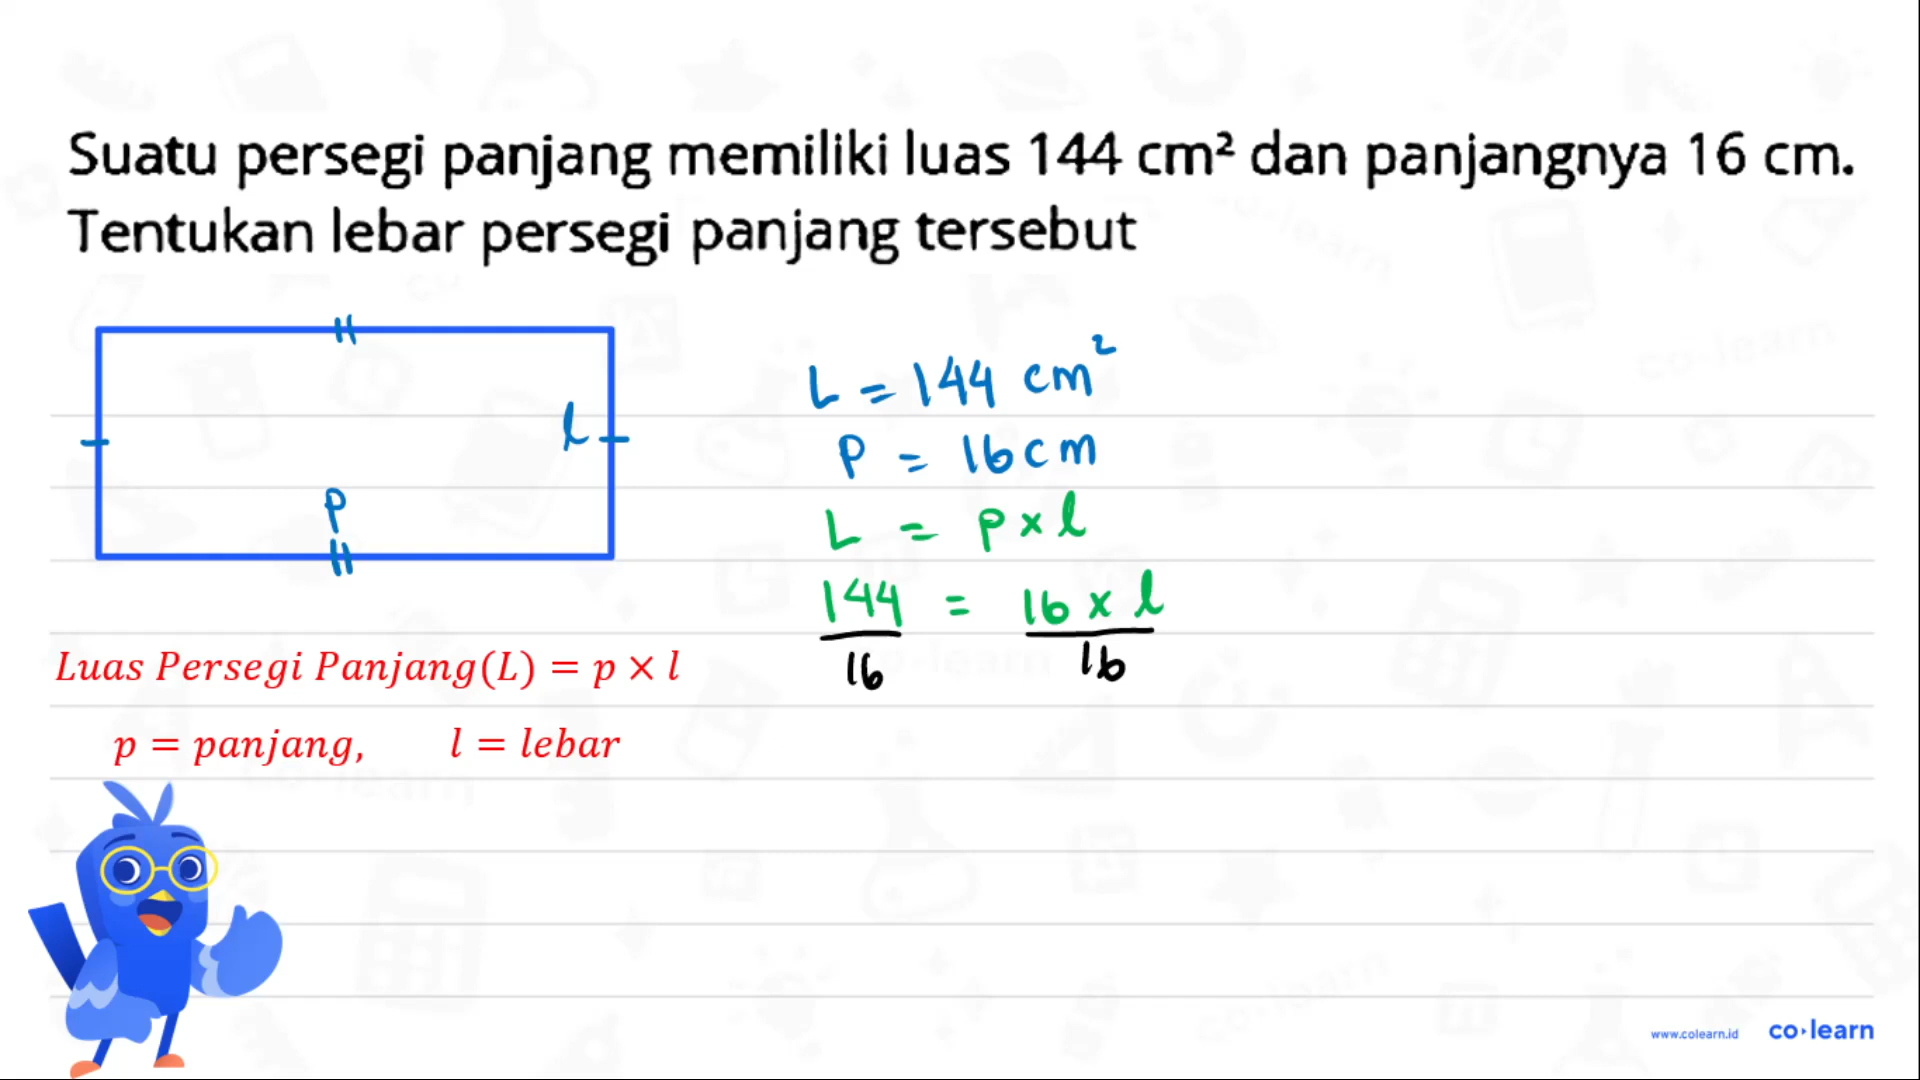 Suatu persegi panjang memiliki luas 144 cm² dan panjangnya 16 cm.
Tentukan lebar persegi panjang tersebut
l
p
L = 144 cm²
P = 16 cm
L = p × l
144 = 16 × l
16 16
Luas Persegi Panjang(L) = p × l
p = panjang, l = lebar
www.colearn.id co·learn